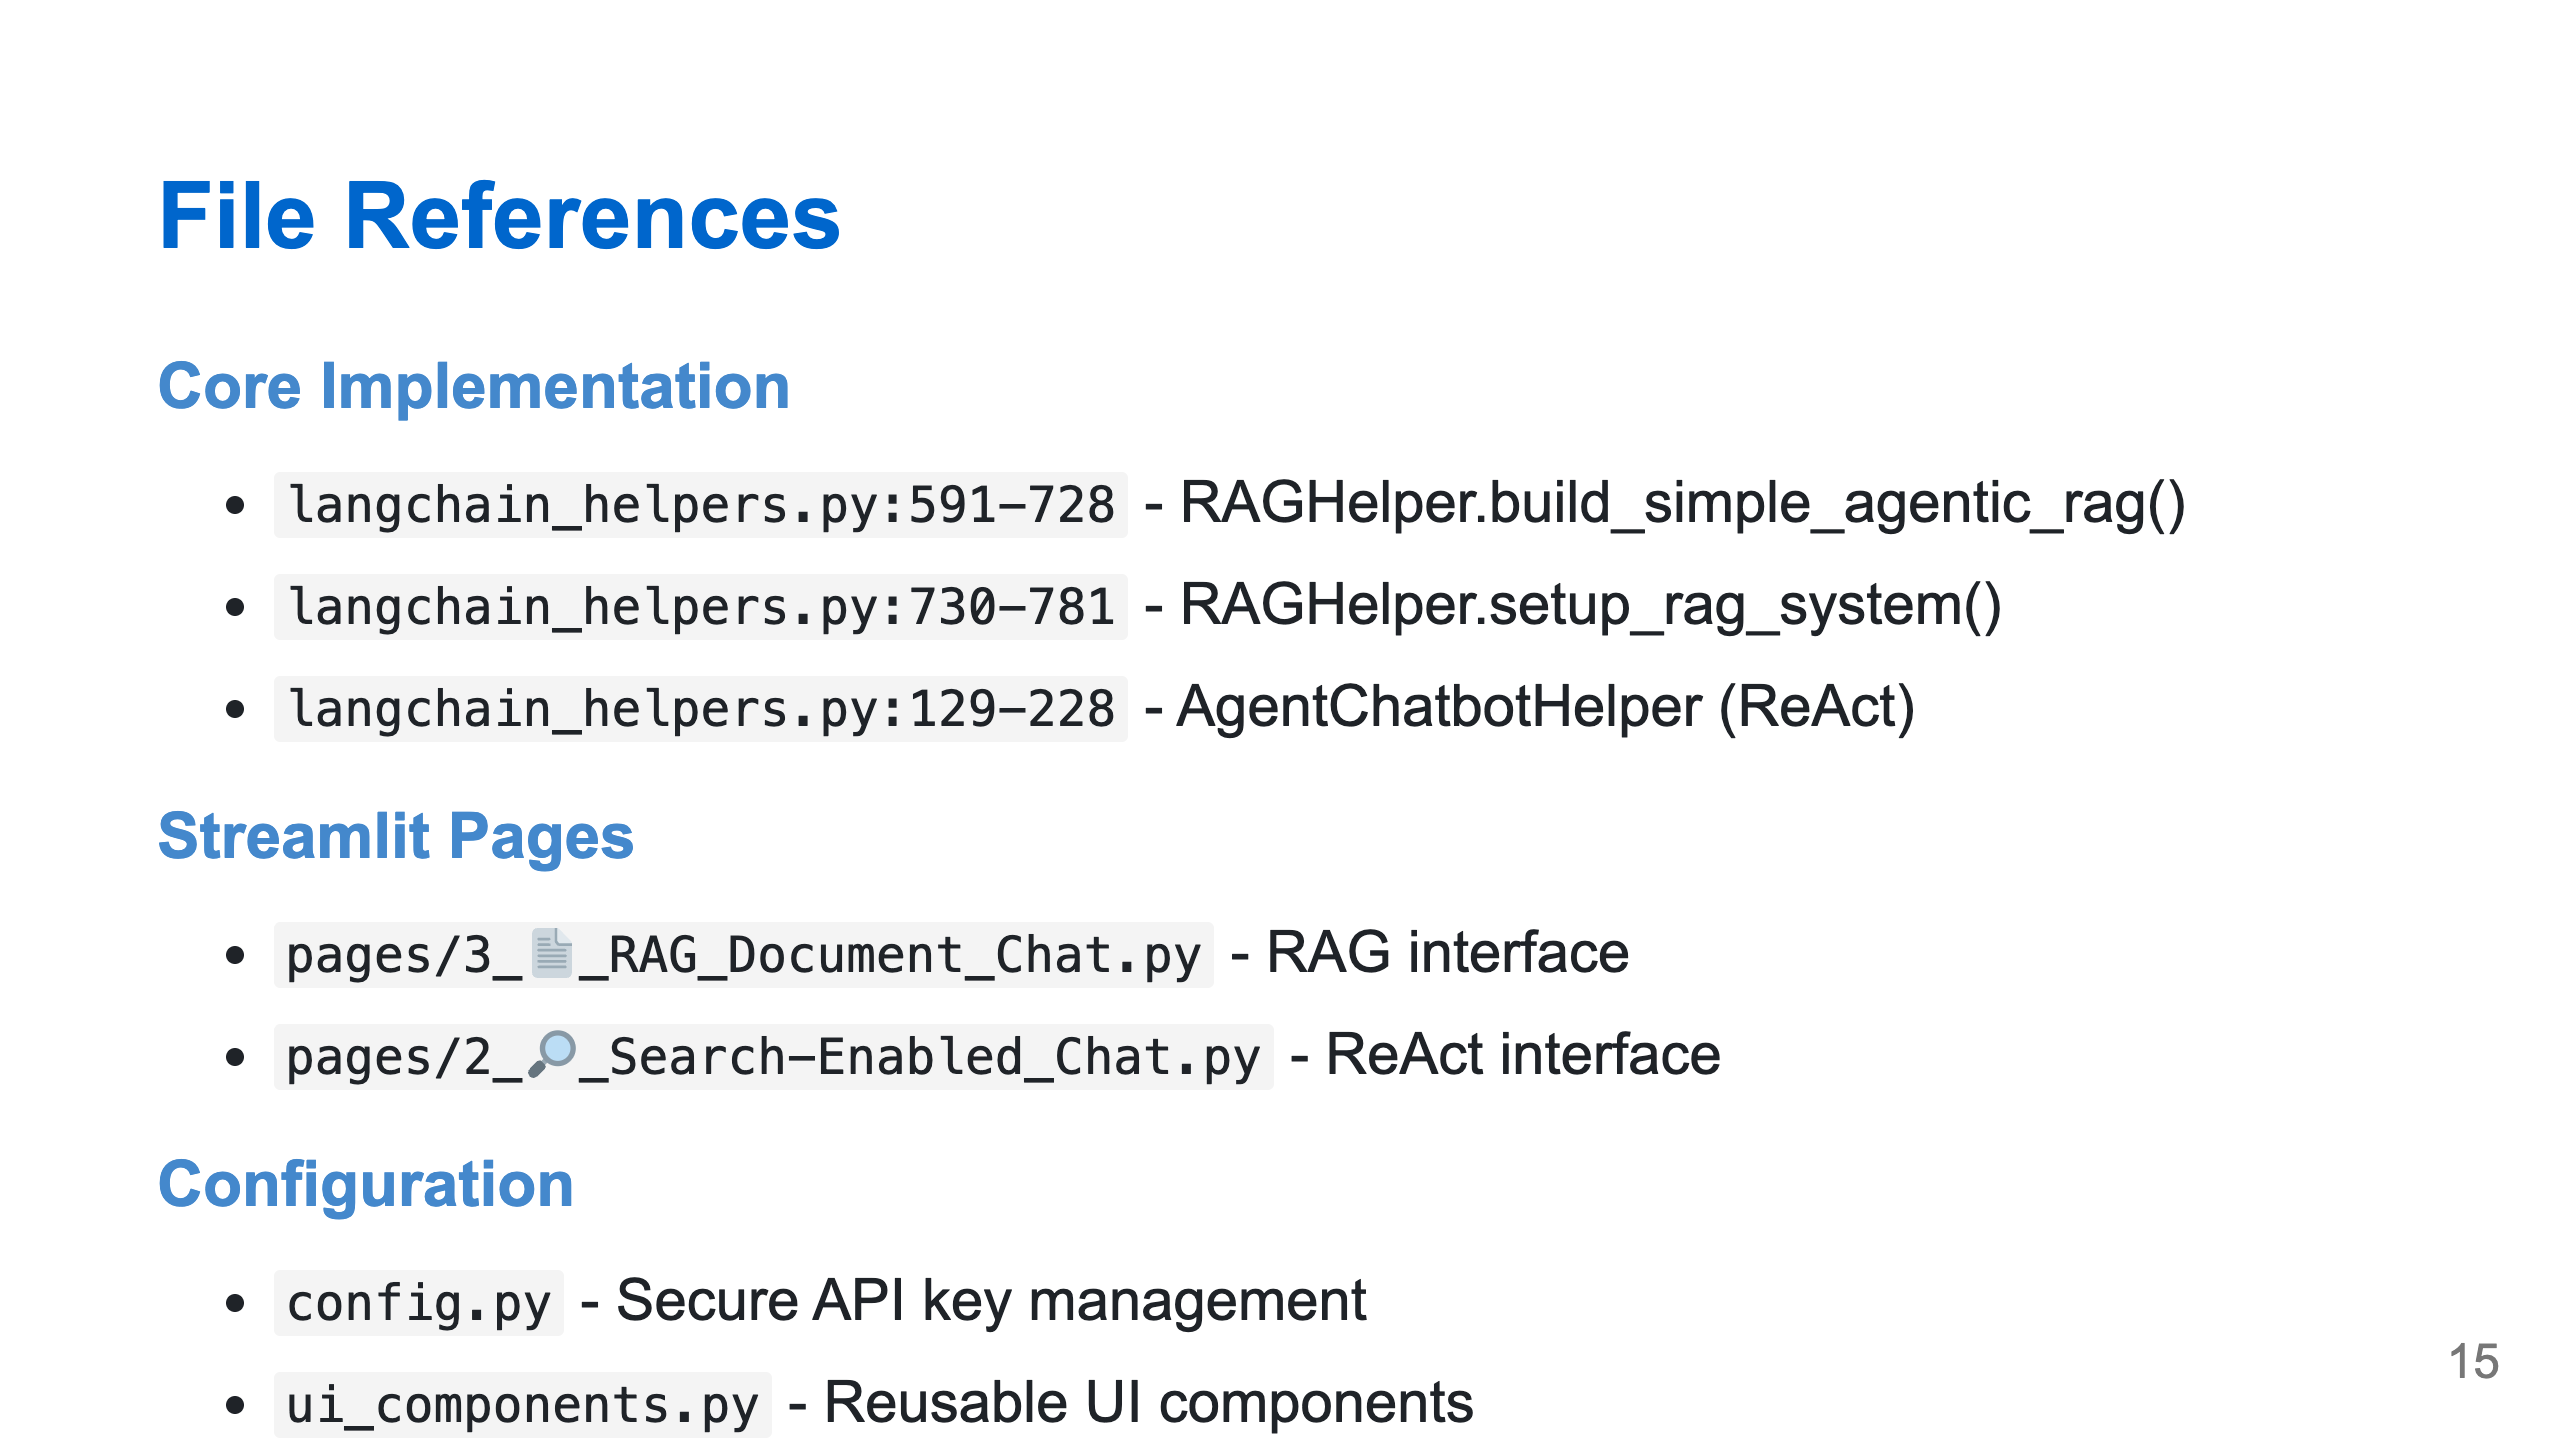 File References
Core Implementation
• langchain_helpers.py:591-728 - RAGHelper.build_simple_agentic_rag()
• langchain_helpers.py:730-781 - RAGHelper.setup_rag_system()
• langchain_helpers.py:129-228 - AgentChatbotHelper (ReAct)
Streamlit Pages
• pages/3_📄_RAG_Document_Chat.py - RAG interface
• pages/2_🔎_Search-Enabled_Chat.py - ReAct interface
Configuration
• config.py - Secure API key management
• ui_components.py - Reusable UI components
15